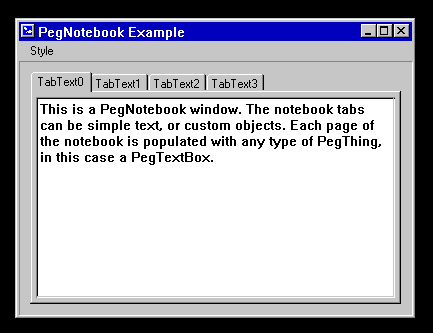 PegNotebook Example
Style
TabText0 TabText1 TabText2 TabText3
This is a PegNotebook window. The notebook tabs
can be simple text, or custom objects. Each page of
the notebook is populated with any type of PegThing,
in this case a PegTextBox.